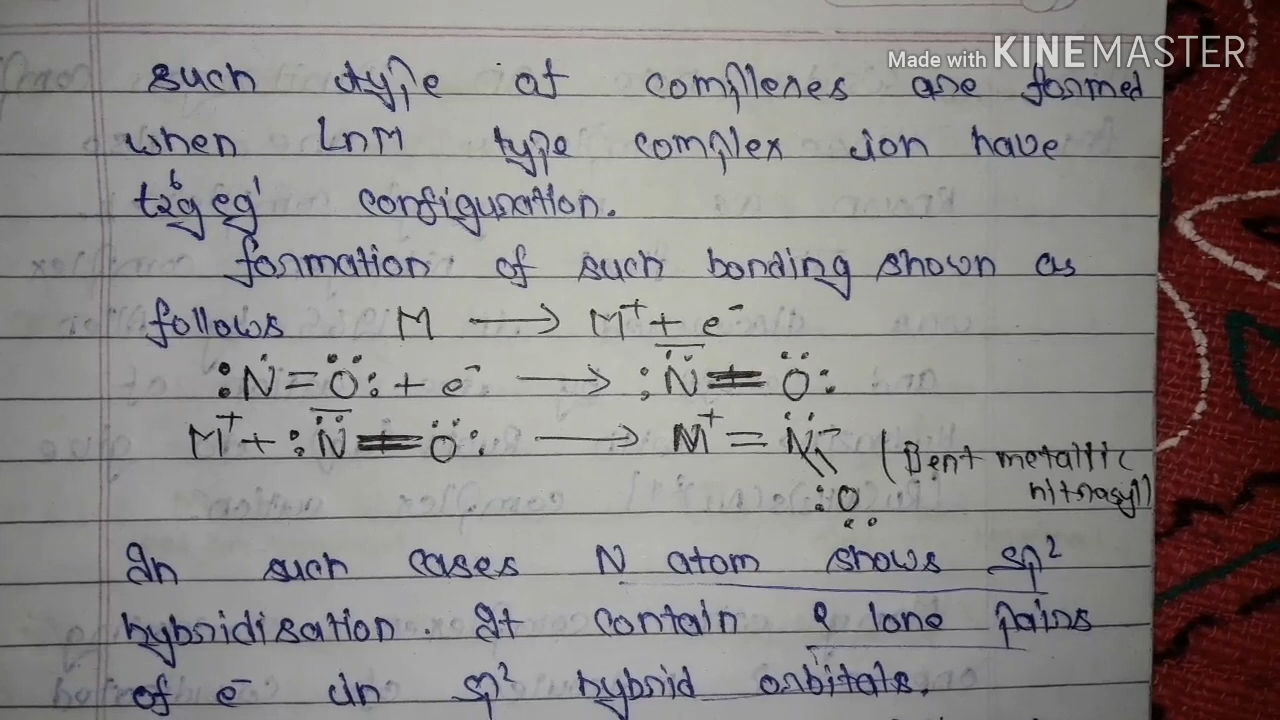 Made with KINEMASTER
such type of complexes are formed
when LnM type complex ion have
t2g⁶ eg¹ configuration.
formation of such bonding shown as
follows M ⟶ M⁺ + e⁻
:Ṅ=Ö: + e⁻ ⟶ :N̈=Ö:
M⁺ + :N̈=Ö: ⟶ M⁺=N̈ (Bent metallic
nitrosyl)
:O
In such cases N atom shows sp²
hybridisation. It contain 2 lone pairs
of e⁻ in sp² hybrid orbitals.